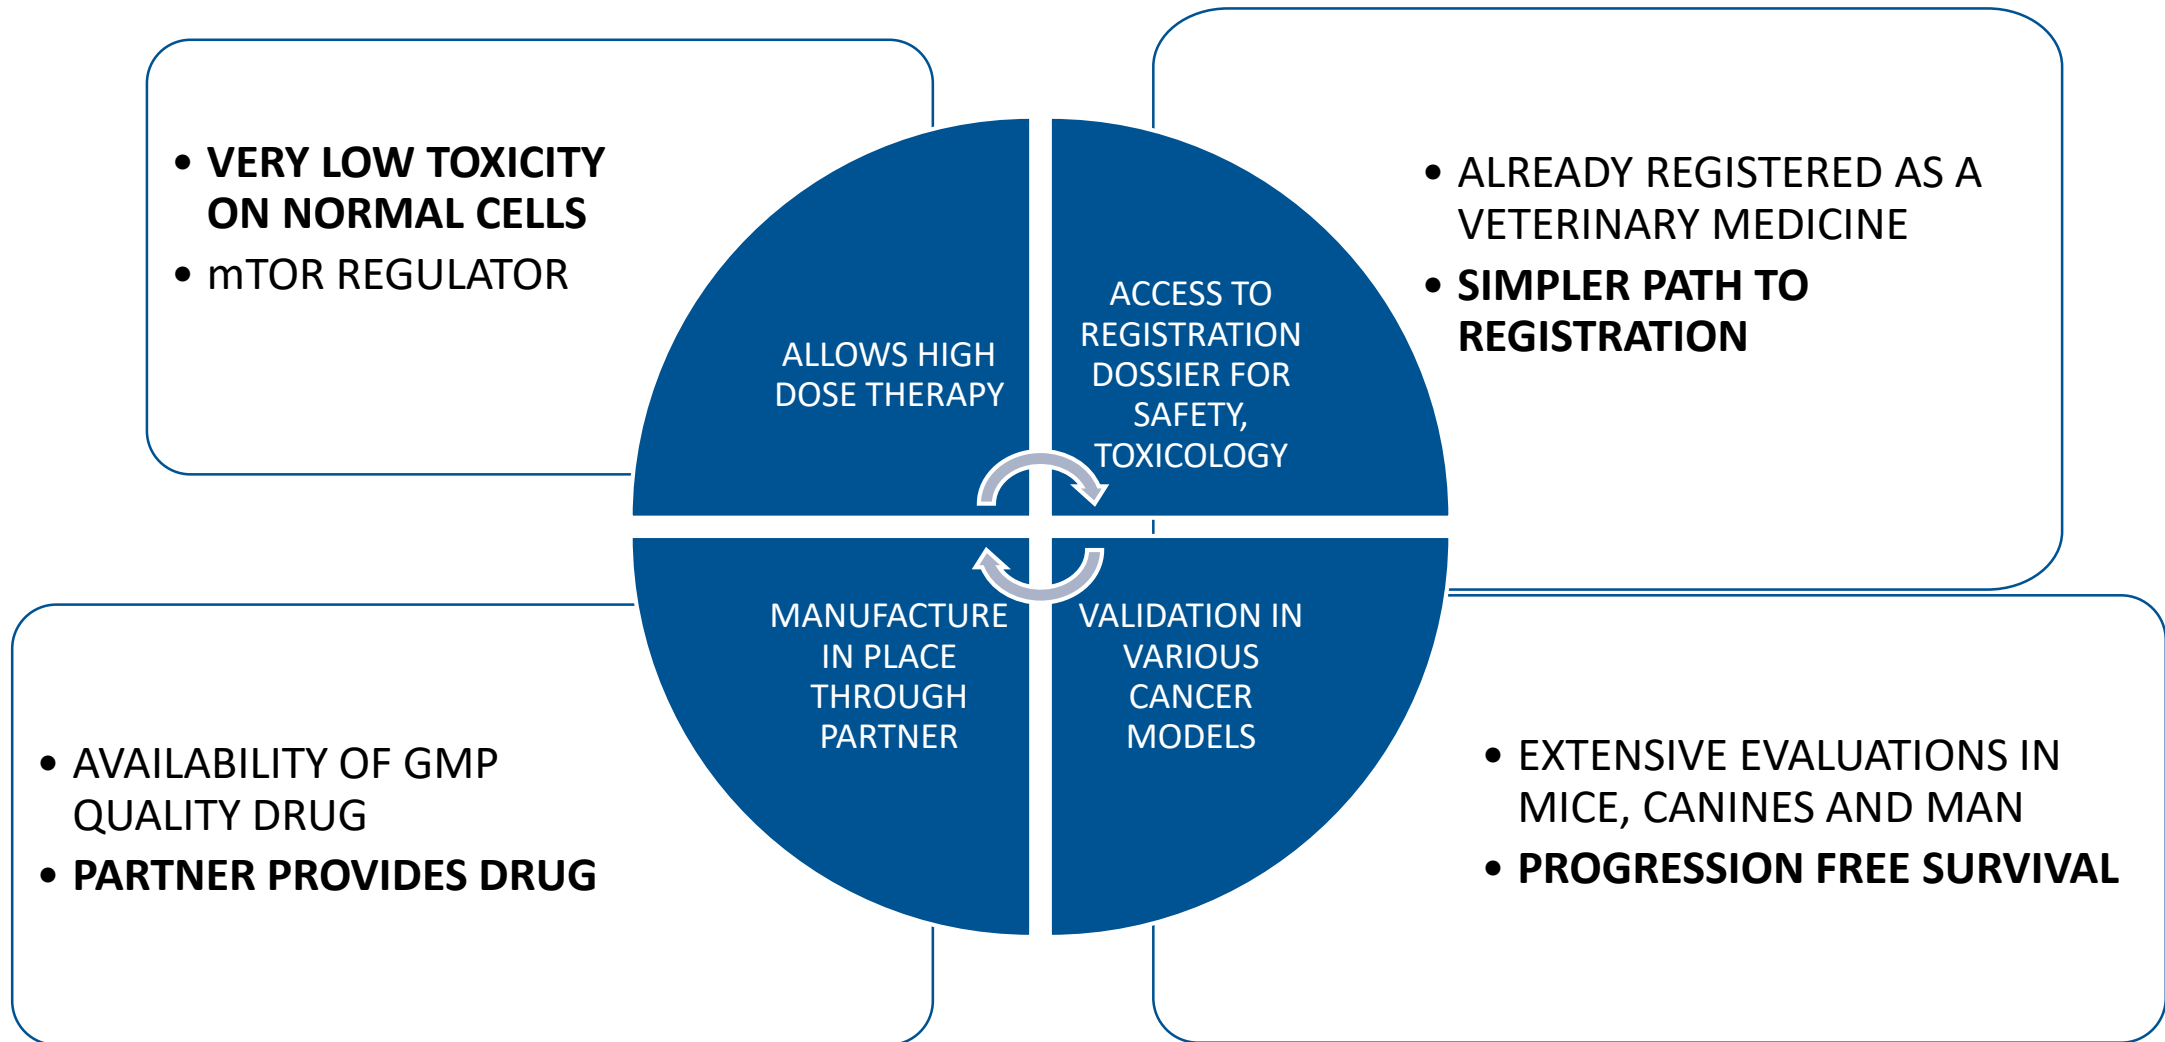 • VERY LOW TOXICITY
ON NORMAL CELLS
• mTOR REGULATOR
ALLOWS HIGH
DOSE THERAPY
ACCESS TO
REGISTRATION
DOSSIER FOR
SAFETY,
TOXICOLOGY
• ALREADY REGISTERED AS A
VETERINARY MEDICINE
• SIMPLER PATH TO
REGISTRATION
• AVAILABILITY OF GMP
QUALITY DRUG
• PARTNER PROVIDES DRUG
MANUFACTURE
IN PLACE
THROUGH
PARTNER
VALIDATION IN
VARIOUS
CANCER
MODELS
• EXTENSIVE EVALUATIONS IN
MICE, CANINES AND MAN
• PROGRESSION FREE SURVIVAL